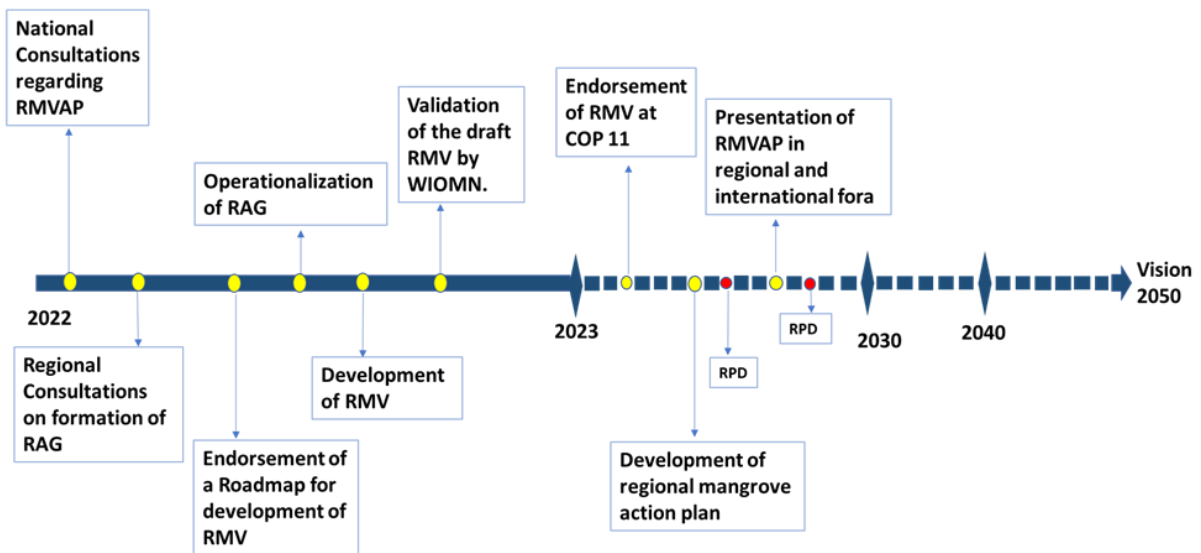 National
Consultations
regarding
RMVAP
Operationalization
of RAG
Validation
of the draft
RMV by
WIOMN.
Endorsement
of RMV at
COP 11
Presentation of
RMVAP in
regional and
international fora
Vision
2050
2022
2023
2030
2040
Regional
Consultations
on formation of
RAG
Endorsement of
a Roadmap for
development of
RMV
Development
of RMV
Development of
regional mangrove
action plan
RPD
RPD